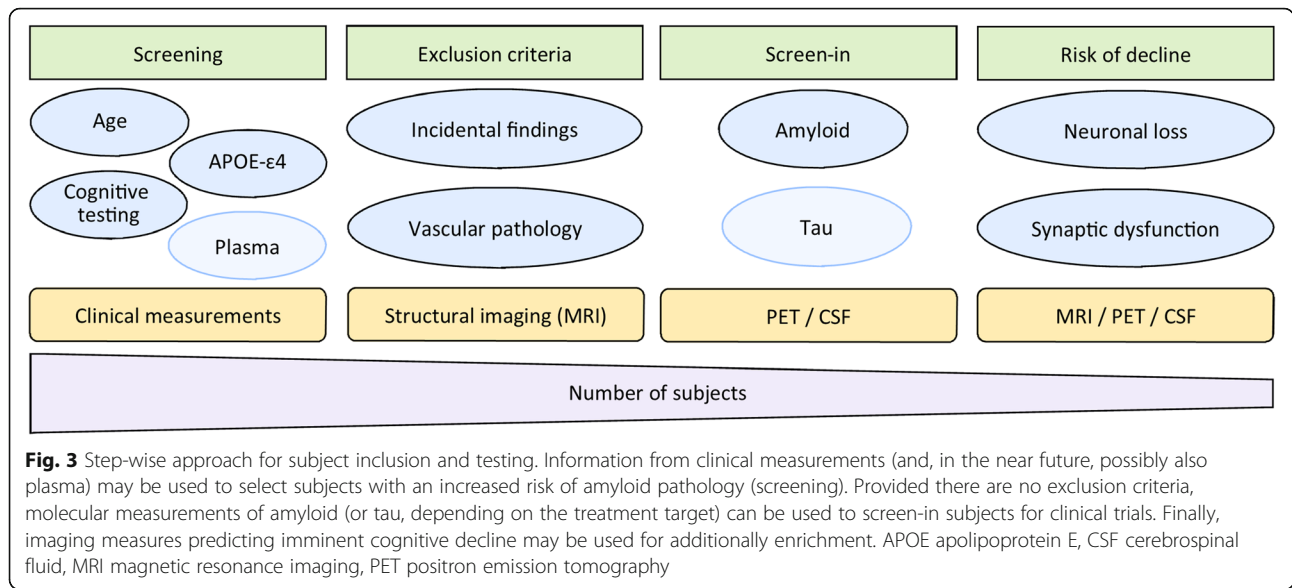 Screening
Exclusion criteria
Screen-in
Risk of decline
Age
APOE-ε4
Cognitive
testing
Plasma
Incidental findings
Vascular pathology
Amyloid
Tau
Neuronal loss
Synaptic dysfunction
Clinical measurements
Structural imaging (MRI)
PET / CSF
MRI / PET / CSF
Number of subjects
Fig. 3 Step-wise approach for subject inclusion and testing. Information from clinical measurements (and, in the near future, possibly also
plasma) may be used to select subjects with an increased risk of amyloid pathology (screening). Provided there are no exclusion criteria,
molecular measurements of amyloid (or tau, depending on the treatment target) can be used to screen-in subjects for clinical trials. Finally,
imaging measures predicting imminent cognitive decline may be used for additionally enrichment. APOE apolipoprotein E, CSF cerebrospinal
fluid, MRI magnetic resonance imaging, PET positron emission tomography